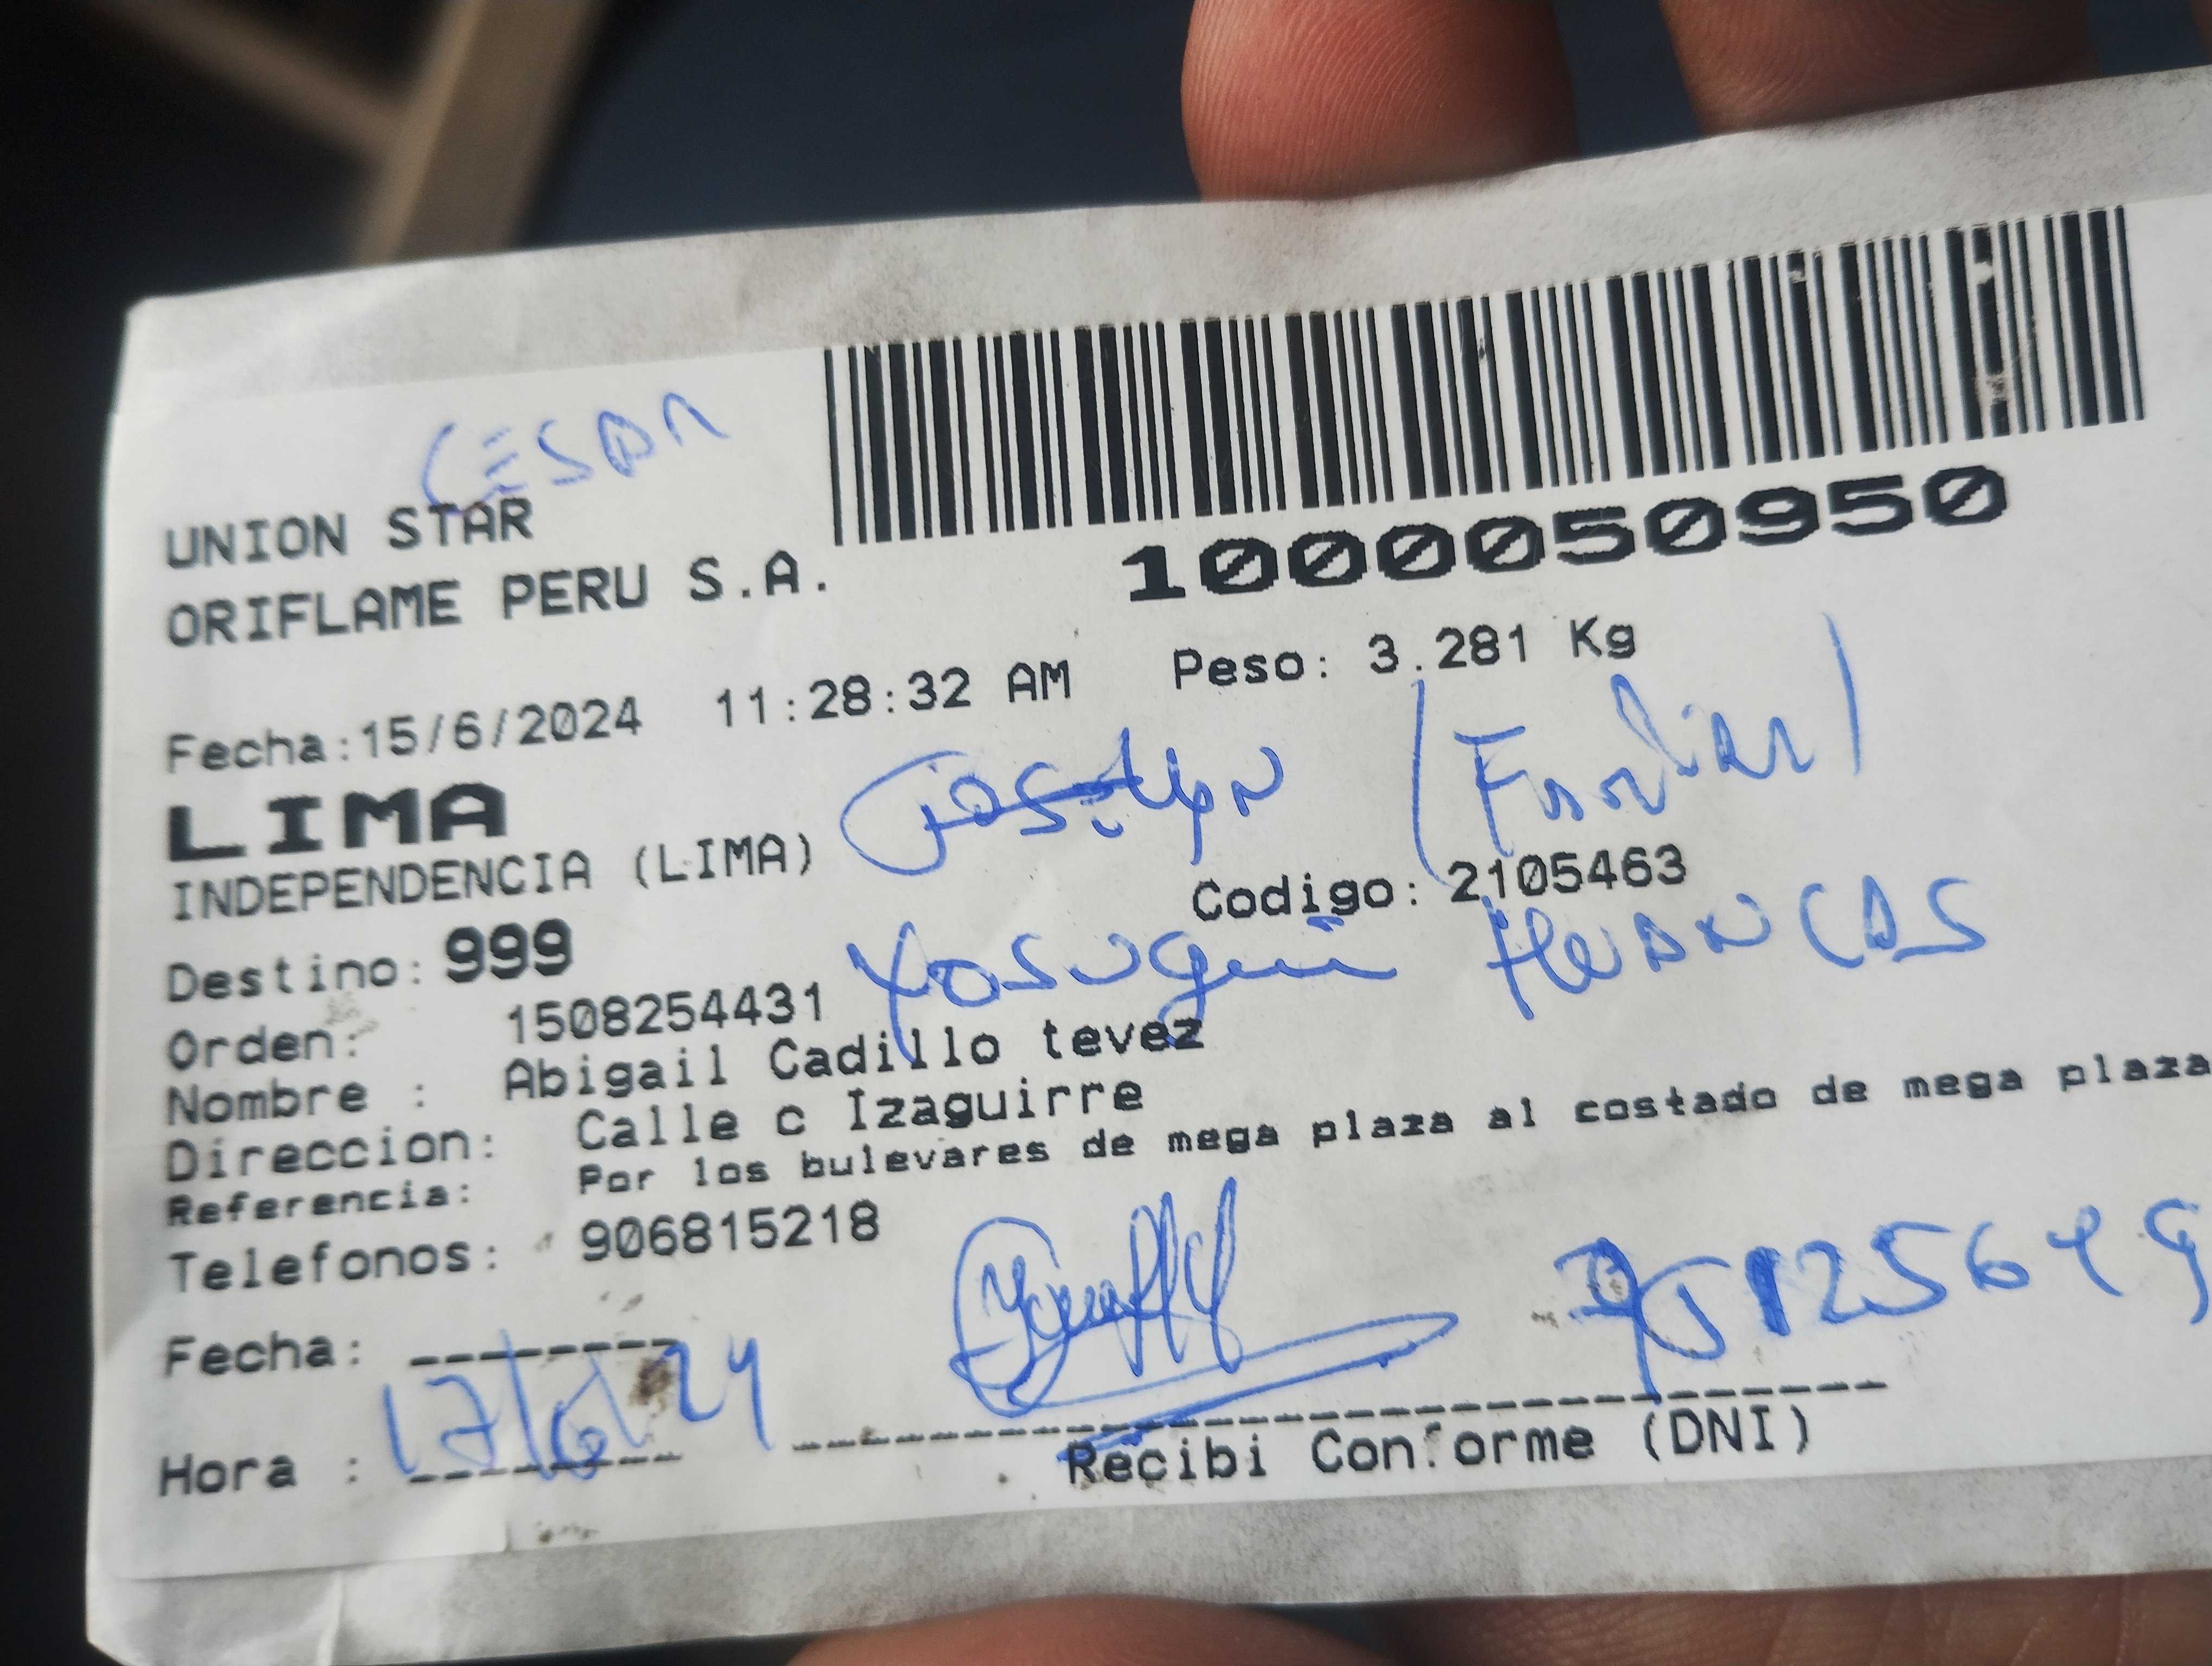 CESAR
UNION STAR
ORIFLAME PERU S.A.
1000050950
Fecha:15/6/2024 11:28:32 AM Peso: 3.281 Kg
LIMA
INDEPENDENCIA (LIMA)
Codigo: 2105463
Destino: 999
HUANCAS
Orden: 1508254431
Nombre : Abigail Cadillo tevez
Direccion: Calle c Izaguirre
Referencia: Por los bulevares de mega plaza al costado de mega plaza
Telefonos: 906815218
Fecha: --------
17/6/24
Hora : --------
Recibi Conforme (DNI)